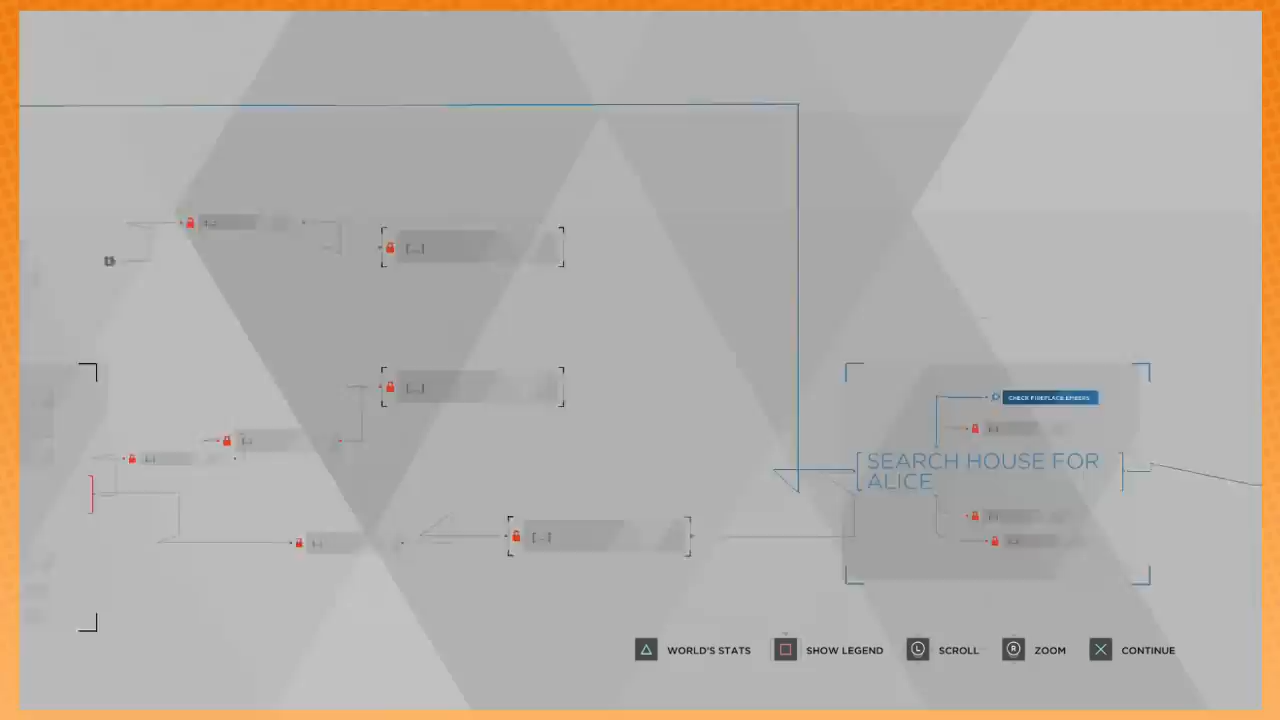 [...]
[...]
CHECK FIREPLACE EMBERS
SEARCH HOUSE FOR
ALICE
[...]
WORLD'S STATS
SHOW LEGEND
L
SCROLL
R
ZOOM
CONTINUE